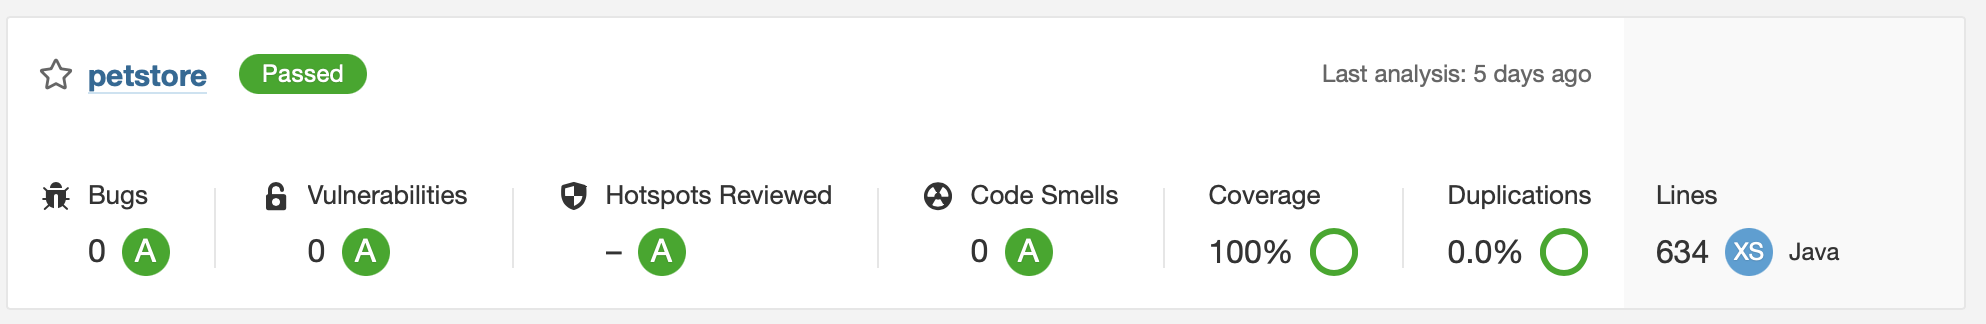 petstore Passed Last analysis: 5 days ago
Bugs Vulnerabilities Hotspots Reviewed Code Smells Coverage Duplications Lines
0 A 0 A – A 0 A 100% 0.0% 634 XS Java